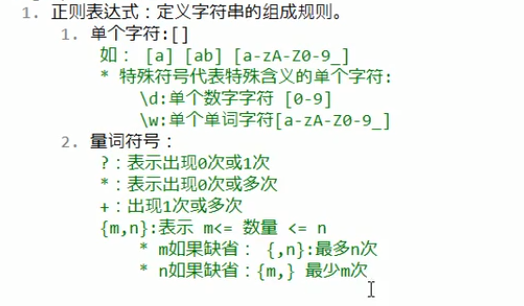 1. 正则表达式：定义字符串的组成规则。
1. 单个字符:[]
如： [a] [ab] [a-zA-Z0-9_]
* 特殊符号代表特殊含义的单个字符:
\d:单个数字字符 [0-9]
\w:单个单词字符[a-zA-Z0-9_]
2. 量词符号：
?：表示出现0次或1次
*：表示出现0次或多次
+：出现1次或多次
{m,n}:表示 m<= 数量 <= n
* m如果缺省： {,n}:最多n次
* n如果缺省：{m,} 最少m次